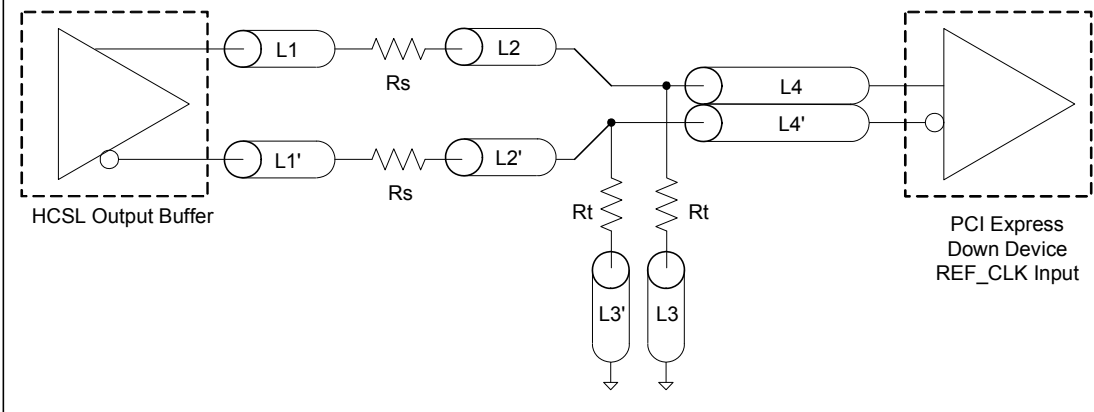 L1
Rs
L2
L4
L4'
L1'
Rs
L2'
HCSL Output Buffer
Rt
Rt
L3'
L3
PCI Express
Down Device
REF_CLK Input